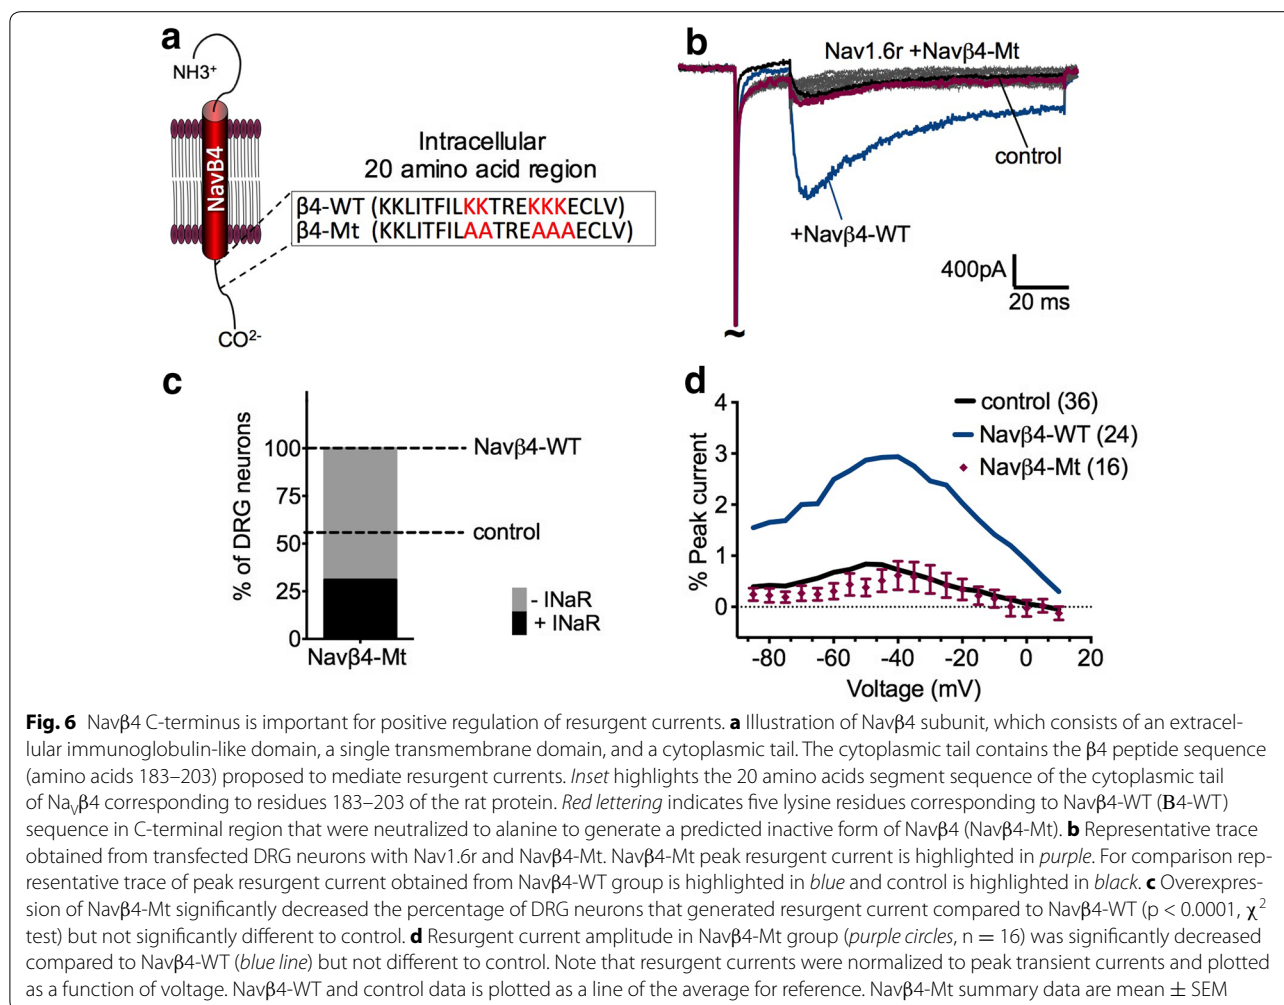 a
NH3⁺
NavB4
CO²⁻
Intracellular
20 amino acid region
β4-WT (KKLITFILKKTREKKKECLV)
β4-Mt (KKLITFILAATREAAAECLV)
b
Nav1.6r +Navβ4-Mt
control
+Navβ4-WT
400pA
20 ms
~
c
% of DRG neurons
100
75
50
25
0
Navβ4-WT
control
- INaR
+ INaR
Navβ4-Mt
d
% Peak current
4
3
2
1
0
control (36)
Navβ4-WT (24)
Navβ4-Mt (16)
-80 -60 -40 -20 0 20
Voltage (mV)
Fig. 6 Navβ4 C-terminus is important for positive regulation of resurgent currents. a Illustration of Navβ4 subunit, which consists of an extracel-
lular immunoglobulin-like domain, a single transmembrane domain, and a cytoplasmic tail. The cytoplasmic tail contains the β4 peptide sequence
(amino acids 183–203) proposed to mediate resurgent currents. Inset highlights the 20 amino acids segment sequence of the cytoplasmic tail
of NaVβ4 corresponding to residues 183–203 of the rat protein. Red lettering indicates five lysine residues corresponding to Navβ4-WT (B4-WT)
sequence in C-terminal region that were neutralized to alanine to generate a predicted inactive form of Navβ4 (Navβ4-Mt). b Representative trace
obtained from transfected DRG neurons with Nav1.6r and Navβ4-Mt. Navβ4-Mt peak resurgent current is highlighted in purple. For comparison rep-
resentative trace of peak resurgent current obtained from Navβ4-WT group is highlighted in blue and control is highlighted in black. c Overexpres-
sion of Navβ4-Mt significantly decreased the percentage of DRG neurons that generated resurgent current compared to Navβ4-WT (p < 0.0001, χ²
test) but not significantly different to control. d Resurgent current amplitude in Navβ4-Mt group (purple circles, n = 16) was significantly decreased
compared to Navβ4-WT (blue line) but not different to control. Note that resurgent currents were normalized to peak transient currents and plotted
as a function of voltage. Navβ4-WT and control data is plotted as a line of the average for reference. Navβ4-Mt summary data are mean ± SEM